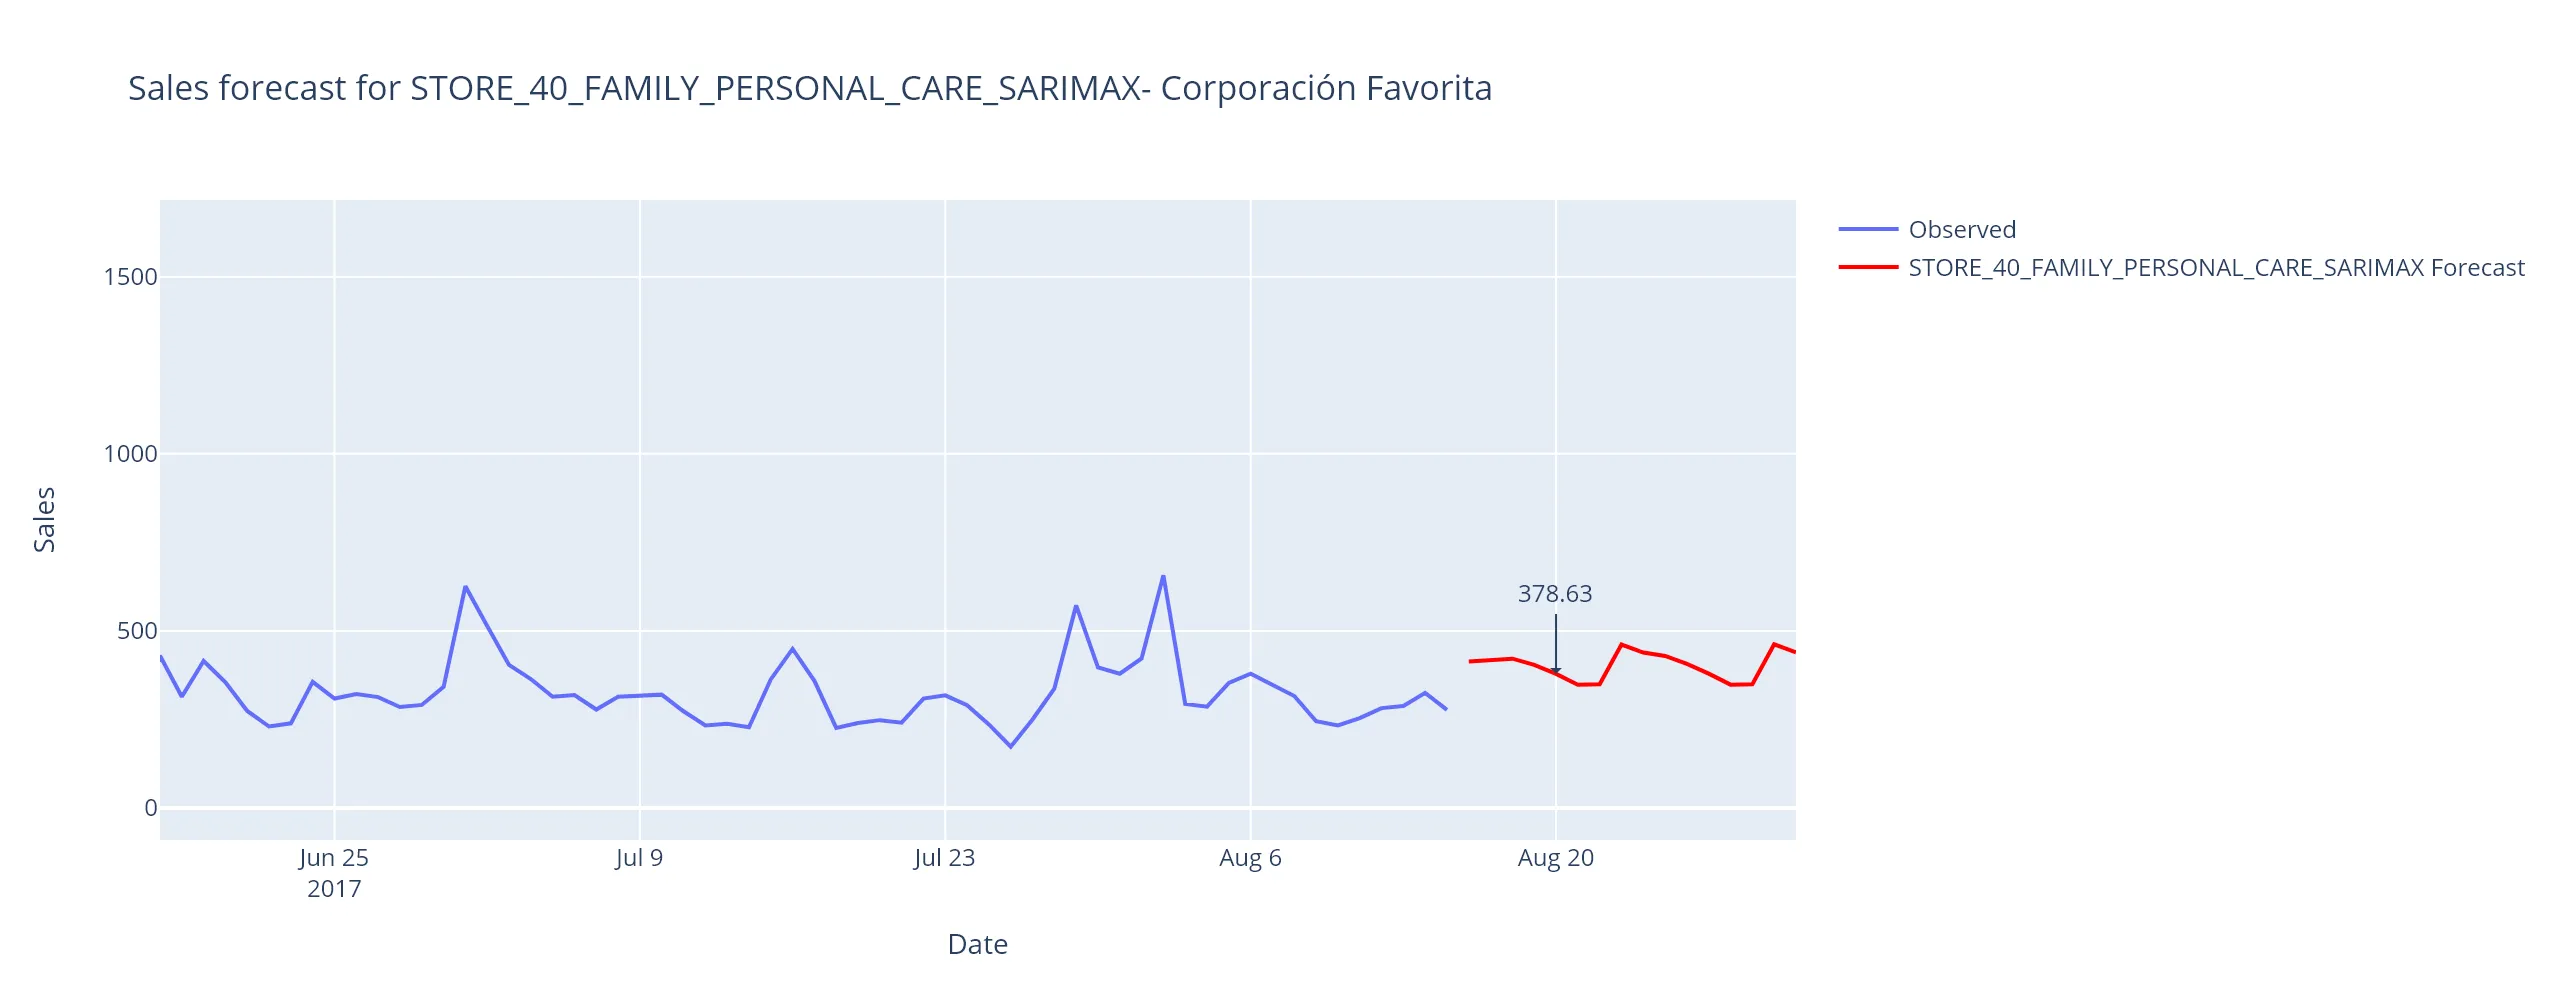 Sales forecast for STORE_40_FAMILY_PERSONAL_CARE_SARIMAX- Corporación Favorita
Observed
STORE_40_FAMILY_PERSONAL_CARE_SARIMAX Forecast
1500
1000
500
0
Sales
378.63
Jun 25
2017
Jul 9
Jul 23
Aug 6
Aug 20
Date